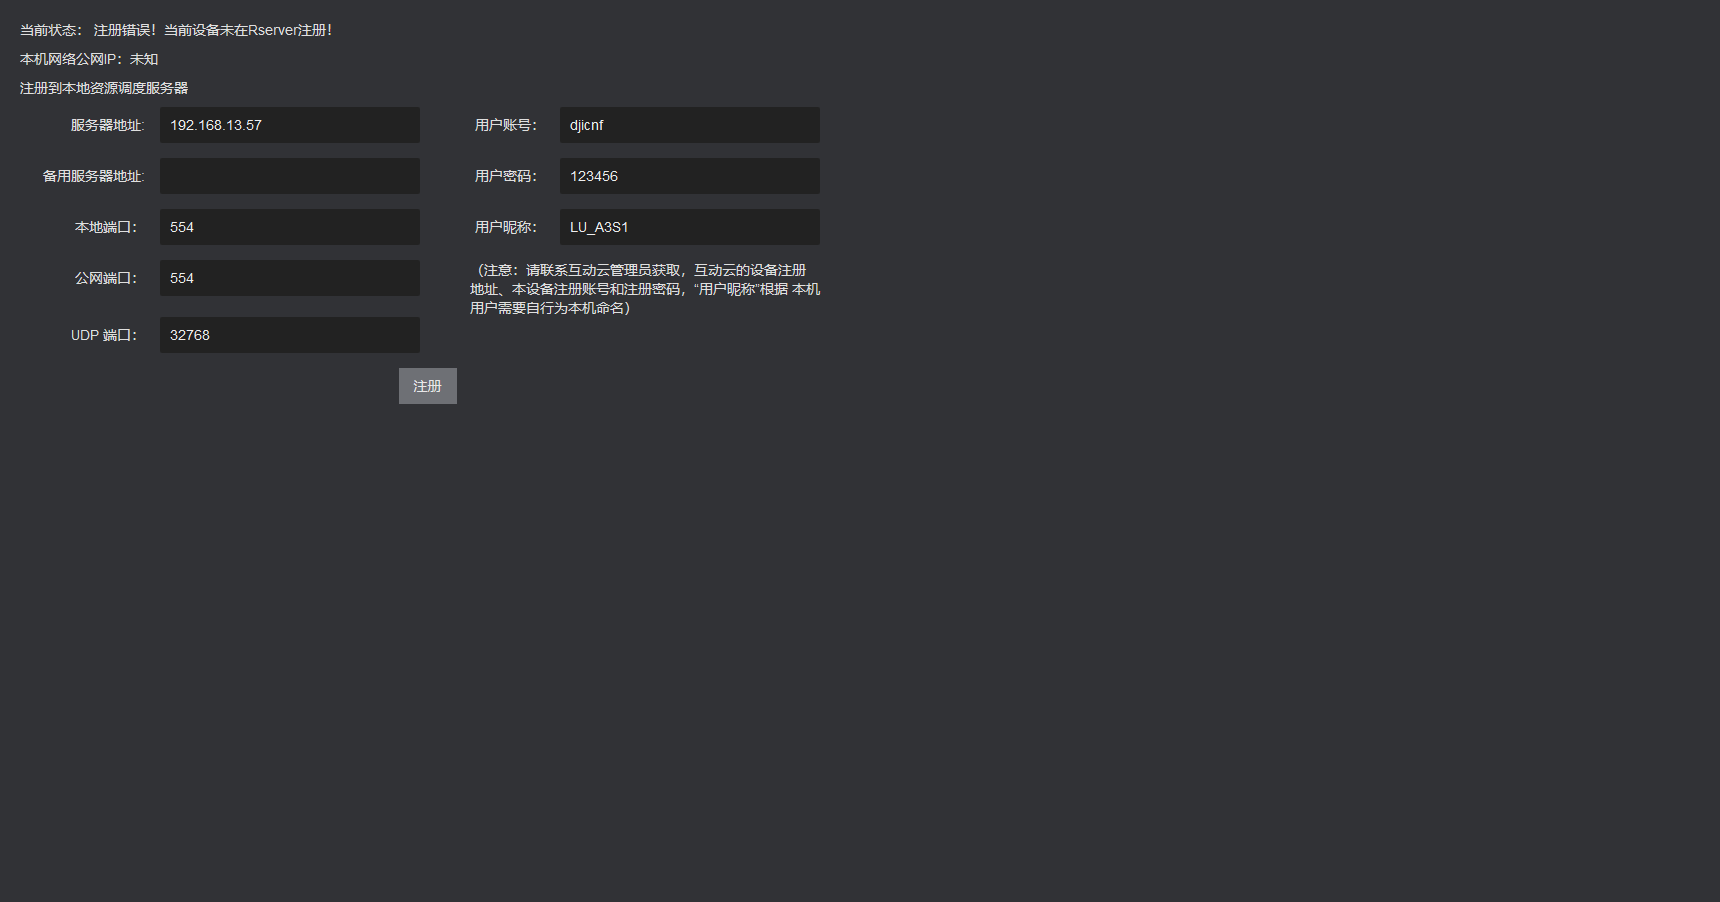 当前状态： 注册错误！当前设备未在Rserver注册！
本机网络公网IP：未知
注册到本地资源调度服务器
服务器地址: 192.168.13.57 用户账号： djicnf
备用服务器地址: 用户密码： 123456
本地端口： 554 用户昵称： LU_A3S1
公网端口： 554
（注意：请联系互动云管理员获取，互动云的设备注册
地址、本设备注册账号和注册密码，“用户昵称”根据 本机
用户需要自行为本机命名）
UDP 端口： 32768
注册